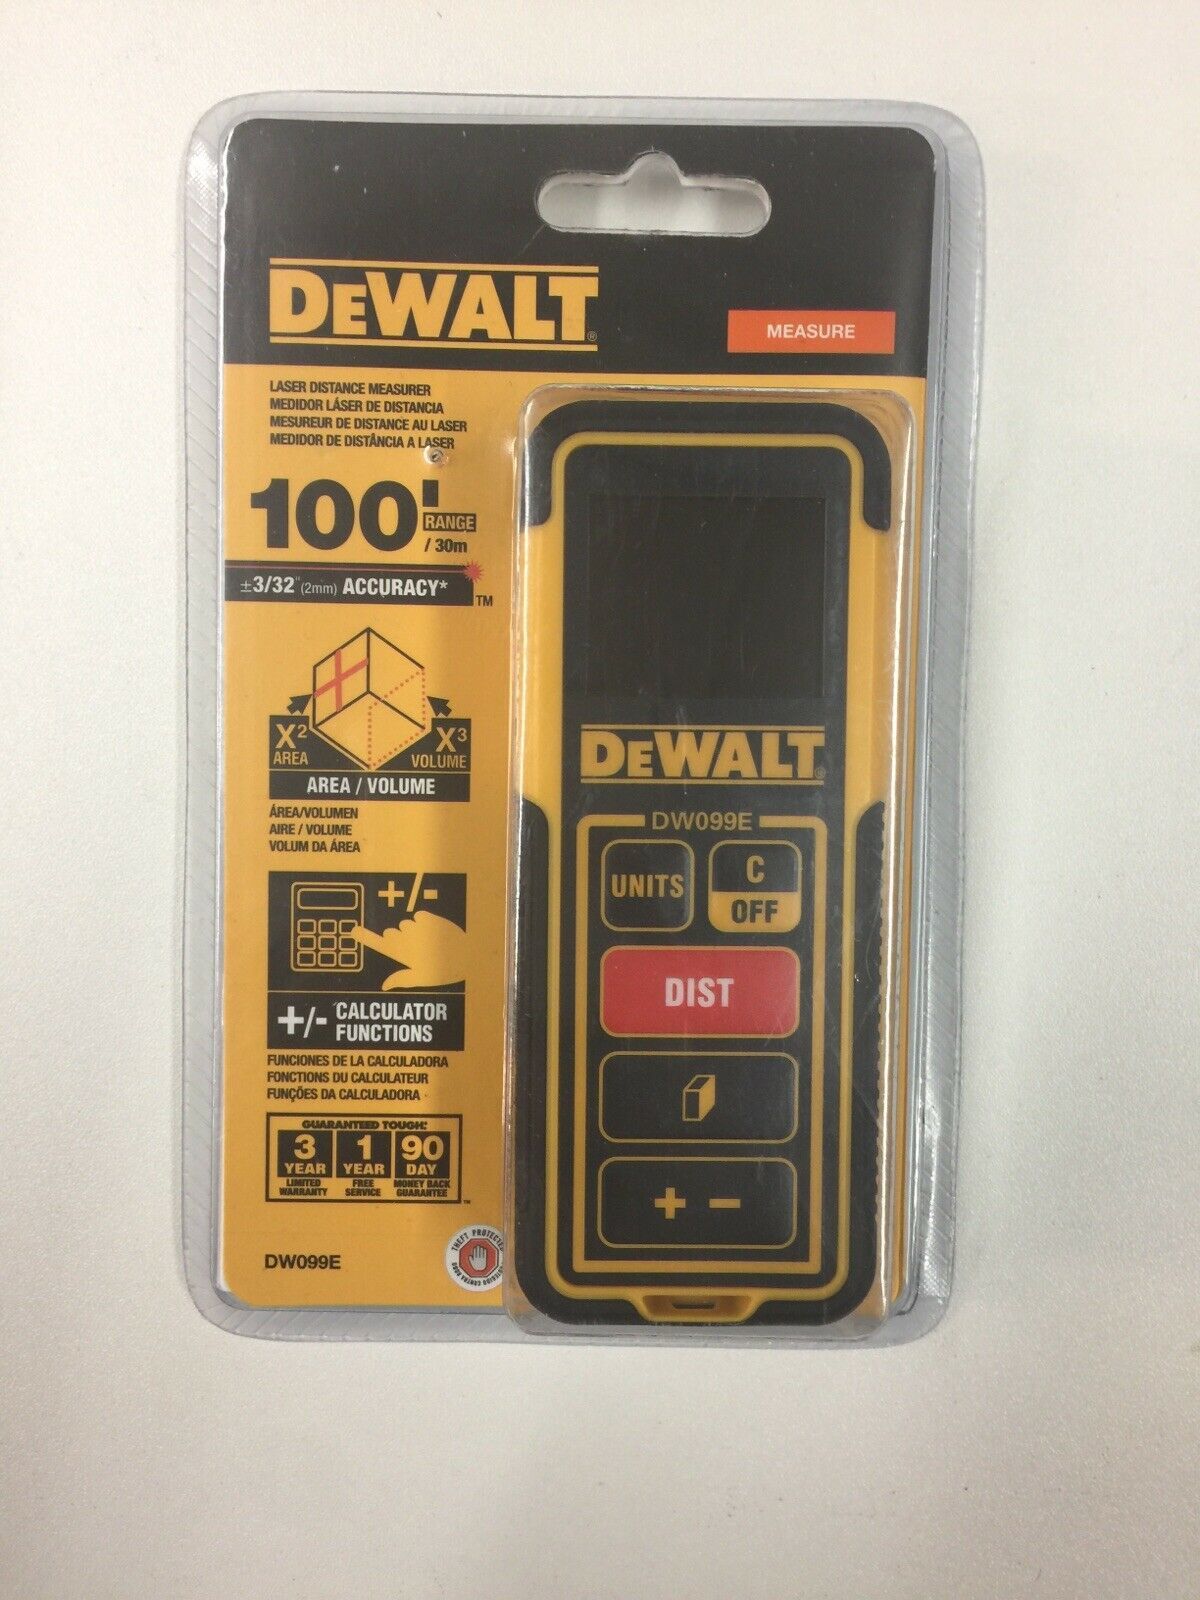 DEWALT®
MEASURE
LASER DISTANCE MEASURER
MEDIDOR LÁSER DE DISTANCIA
MESUREUR DE DISTANCE AU LASER
MEDIDOR DE DISTÂNCIA A LASER
100' RANGE
/ 30m
±3/32" (2mm) ACCURACY*
TM
X² AREA
X³ VOLUME
AREA / VOLUME
ÁREA/VOLUMEN
AIRE / VOLUME
VOLUM DA ÁREA
+/-
+/- CALCULATOR
FUNCTIONS
FUNCIONES DE LA CALCULADORA
FONCTIONS DU CALCULATEUR
FUNÇÕES DA CALCULADORA
GUARANTEED TOUGH.®
3 YEAR LIMITED WARRANTY
1 YEAR FREE SERVICE
90 DAY MONEY BACK GUARANTEE
TM
DW099E
THEFT PROTECTED
DEWALT®
DW099E
UNITS
C
OFF
DIST
+ −